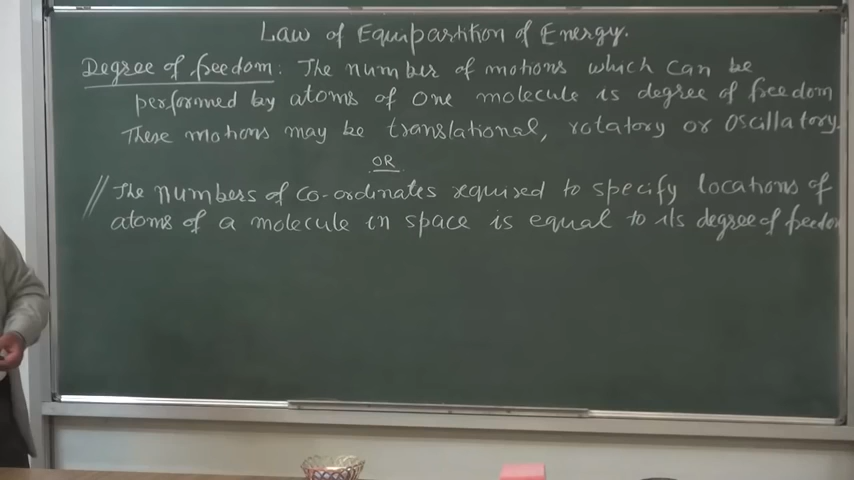 Law of Equipartition of Energy.
Degree of freedom: The number of motions which can be
performed by atoms of one molecule is degree of freedom
These motions may be translational, rotatory or oscillatory.
OR
// The numbers of co-ordinates required to specify locations of
atoms of a molecule in space is equal to its degree of freedom